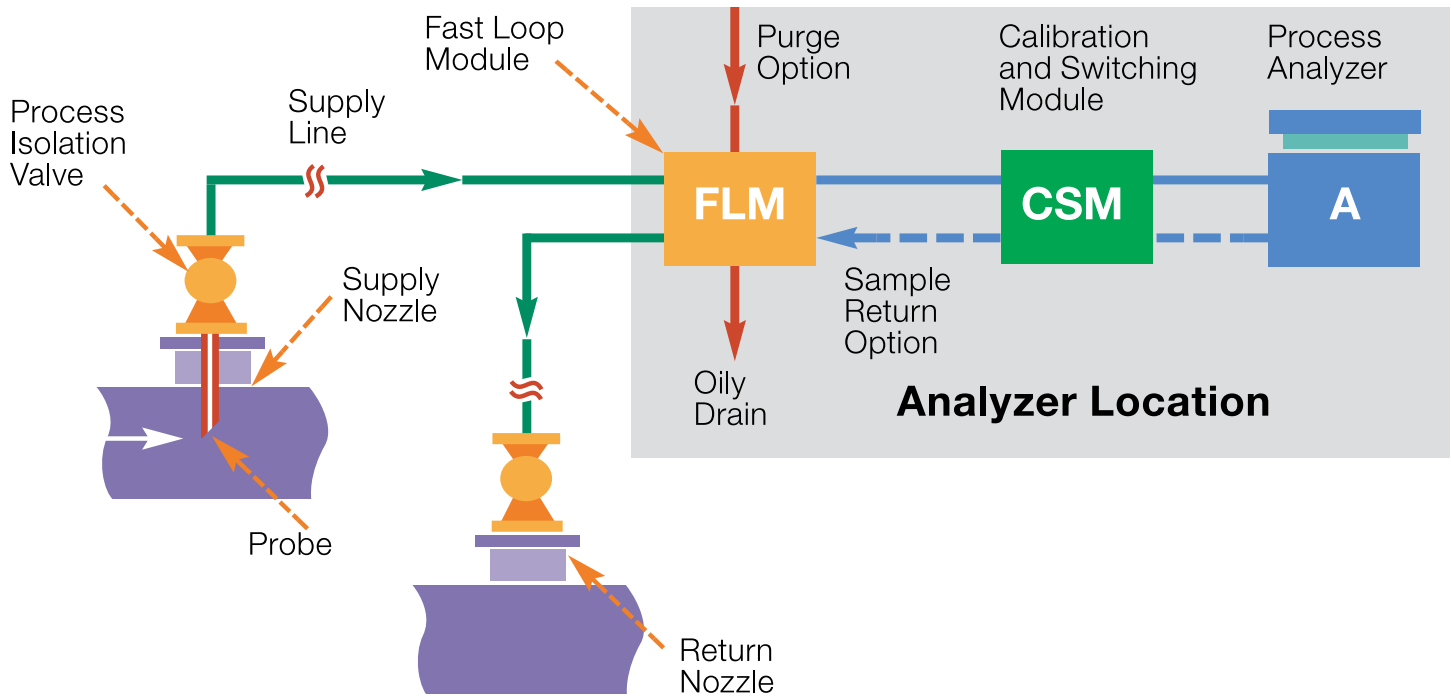 Fast Loop
Module
Purge
Option
Calibration
and Switching
Module
Process
Analyzer
Process
Isolation
Valve
Supply
Line
FLM
CSM
A
Supply
Nozzle
Sample
Return
Option
Oily
Drain
Analyzer Location
Probe
Return
Nozzle